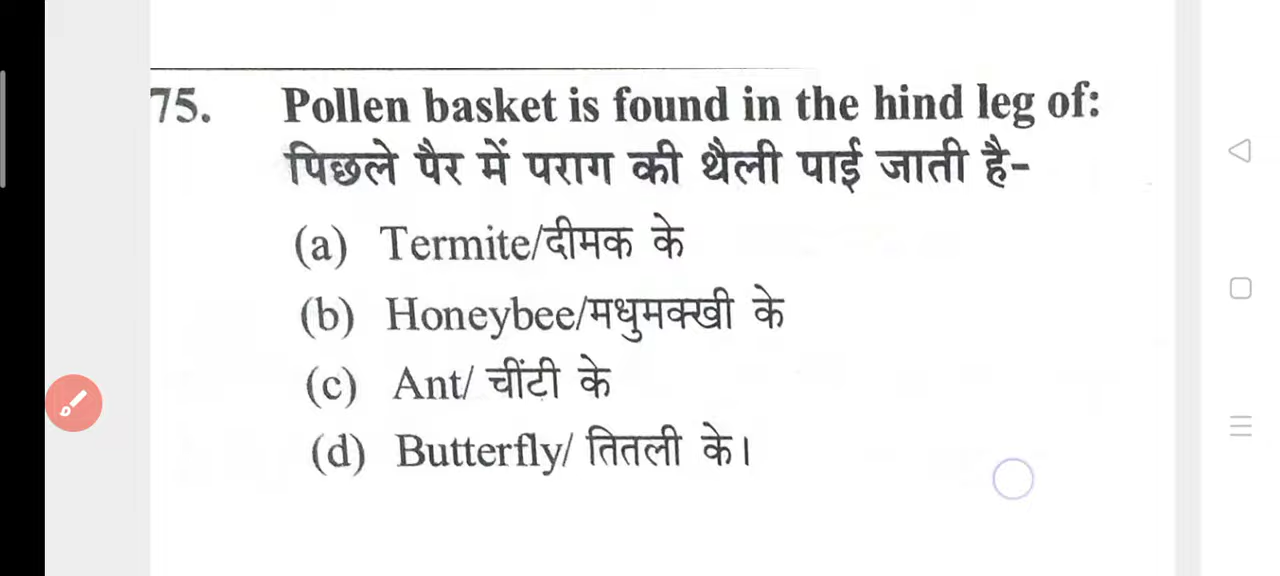 75. Pollen basket is found in the hind leg of:
पिछले पैर में पराग की थैली पाई जाती है-
(a) Termite/दीमक के
(b) Honeybee/मधुमक्खी के
(c) Ant/ चींटी के
(d) Butterfly/ तितली के।